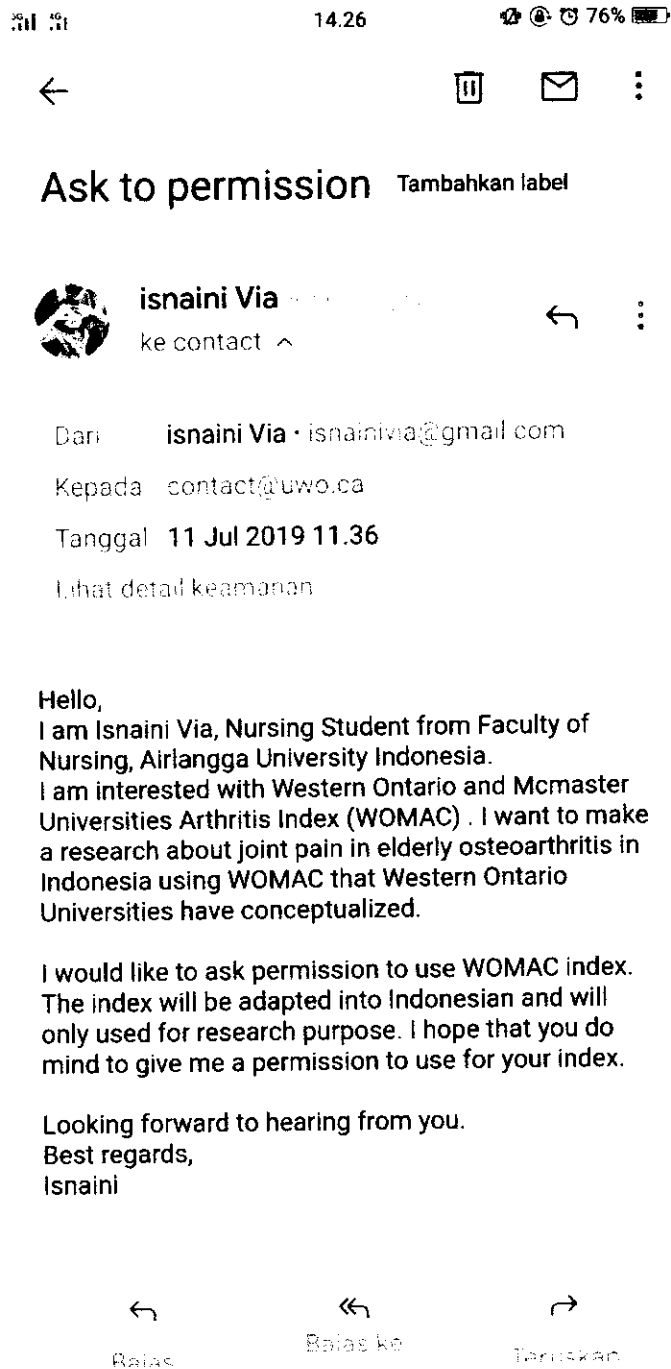 14.26
76%
Ask to permission Tambahkan label
isnaini Via
ke contact
Dari isnaini Via · isnainivia@gmail com
Kepada contact@uwo.ca
Tanggal 11 Jul 2019 11.36
Lihat detail keamanan
Hello,
I am Isnaini Via, Nursing Student from Faculty of
Nursing, Airlangga University Indonesia.
I am interested with Western Ontario and Mcmaster
Universities Arthritis Index (WOMAC) . I want to make
a research about joint pain in elderly osteoarthritis in
Indonesia using WOMAC that Western Ontario
Universities have conceptualized.
I would like to ask permission to use WOMAC index.
The index will be adapted into Indonesian and will
only used for research purpose. I hope that you do
mind to give me a permission to use for your index.
Looking forward to hearing from you.
Best regards,
Isnaini
Balas
Balas ke
Teruskan